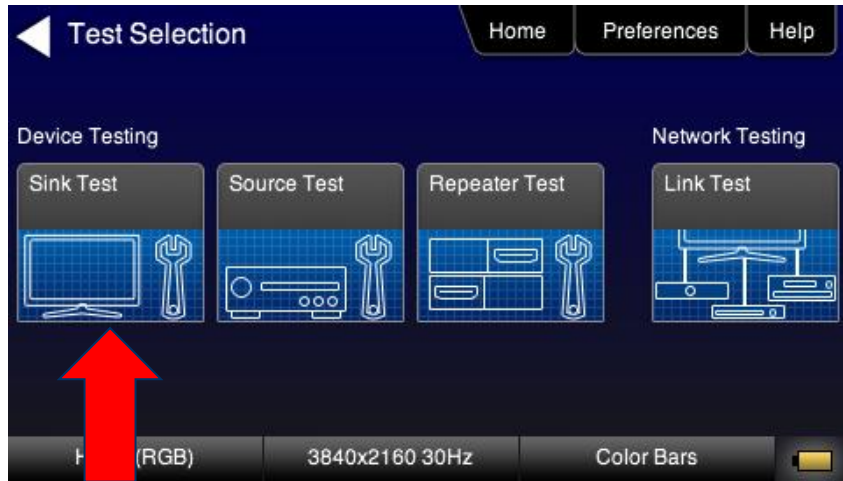 Test Selection
Home
Preferences
Help
Device Testing
Network Testing
Sink Test
Source Test
Repeater Test
Link Test
(RGB)
3840x2160 30Hz
Color Bars